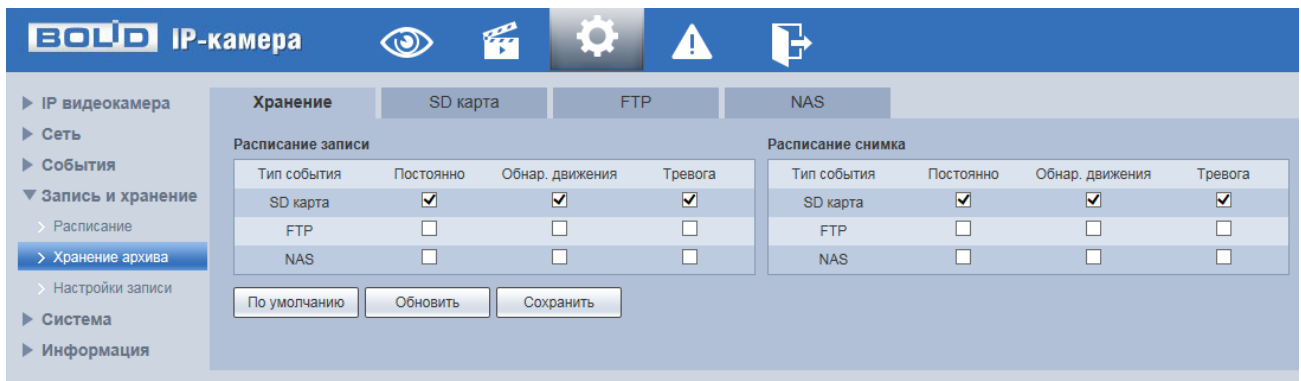 BOLID IP-камера
IP видеокамера
Сеть
События
Запись и хранение
Расписание
Хранение архива
Настройки записи
Система
Информация
Хранение SD карта FTP NAS
Расписание записи
Тип события Постоянно Обнар. движения Тревога
SD карта
FTP
NAS
Расписание снимка
Тип события Постоянно Обнар. движения Тревога
SD карта
FTP
NAS
По умолчанию Обновить Сохранить